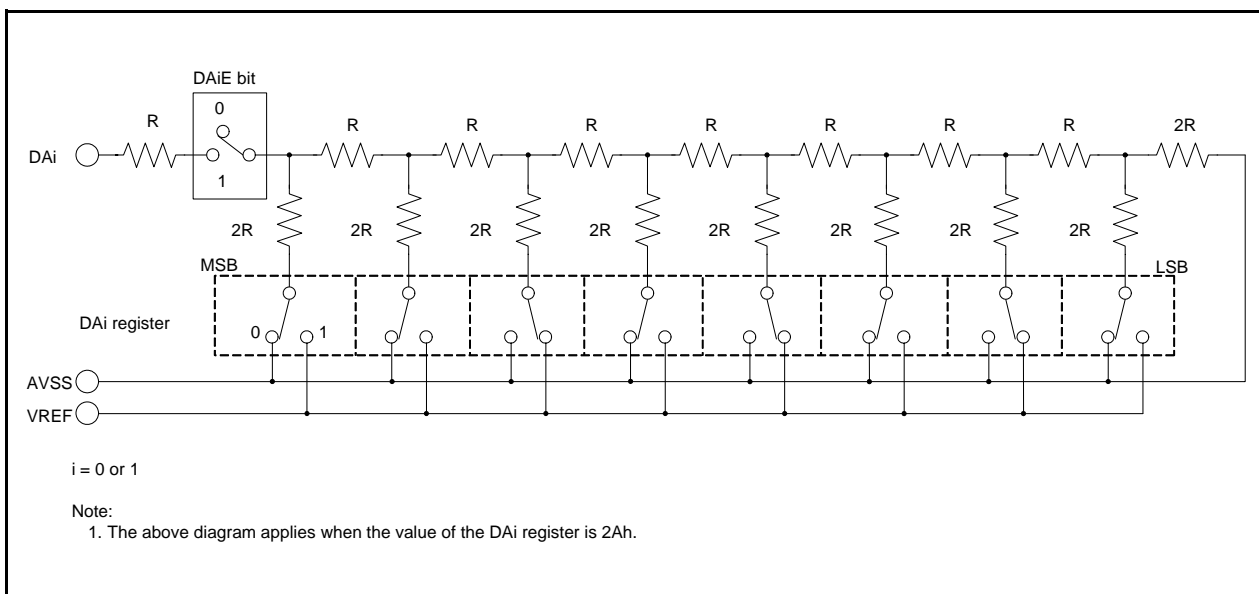 DAiE bit
0
R R R R R R R R 2R
DAi
1
2R 2R 2R 2R 2R 2R 2R 2R
MSB LSB
DAi register 0 1
AVSS
VREF
i = 0 or 1
Note:
1. The above diagram applies when the value of the DAi register is 2Ah.